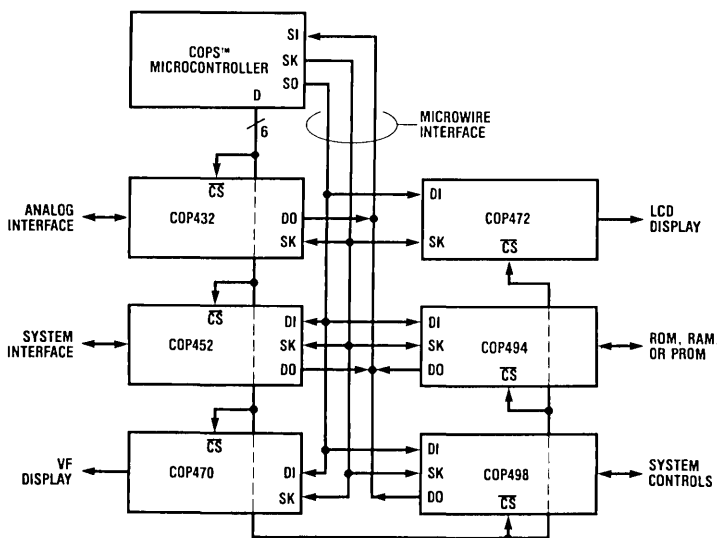 COPS™
MICROCONTROLLER
SI
SK
SO
D
6
MICROWIRE
INTERFACE
ANALOG
INTERFACE
CS
COP432
DO
SK
DI
COP472
SK
CS
LCD
DISPLAY
SYSTEM
INTERFACE
CS
COP452
DI
SK
DO
DI
SK
DO
COP494
CS
ROM, RAM
OR PROM
VF
DISPLAY
CS
COP470
DI
SK
DI
SK
DO
COP498
CS
SYSTEM
CONTROLS